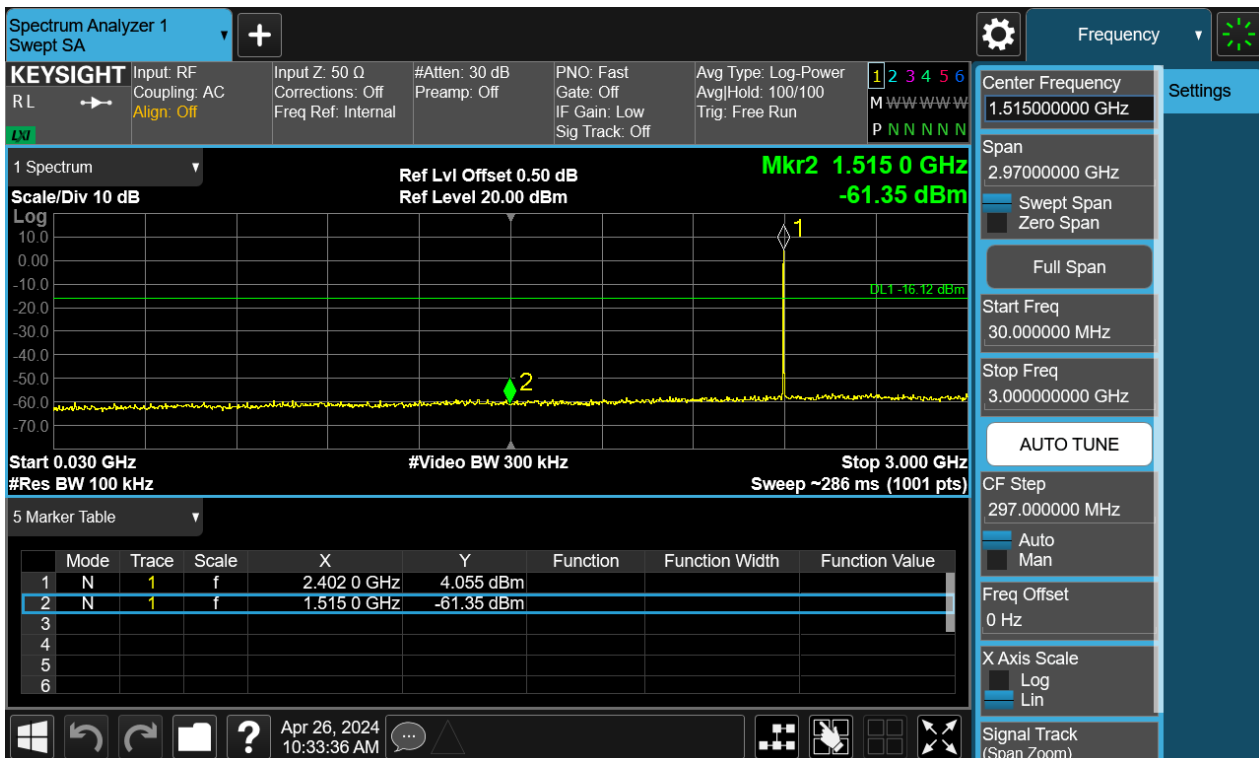 Spectrum Analyzer 1
Swept SA
Frequency
KEYSIGHT
R L
LXI
Input: RF
Coupling: AC
Align: Off
Input Z: 50 Ω
Corrections: Off
Freq Ref: Internal
#Atten: 30 dB
Preamp: Off
PNO: Fast
Gate: Off
IF Gain: Low
Sig Track: Off
Avg Type: Log-Power
Avg|Hold: 100/100
Trig: Free Run
1 2 3 4 5 6
M W W W W W
P N N N N N
1 Spectrum
Scale/Div 10 dB
Ref Lvl Offset 0.50 dB
Ref Level 20.00 dBm
Mkr2 1.515 0 GHz
-61.35 dBm
Log
10.0
0.00
-10.0
-20.0
-30.0
-40.0
-50.0
-60.0
-70.0
1
DL1 -16.12 dBm
2
Start 0.030 GHz
#Video BW 300 kHz
Stop 3.000 GHz
#Res BW 100 kHz
Sweep ~286 ms (1001 pts)
5 Marker Table
Mode Trace Scale X Y Function Function Width Function Value
1 N 1 f 2.402 0 GHz 4.055 dBm
2 N 1 f 1.515 0 GHz -61.35 dBm
3
4
5
6
Apr 26, 2024
10:33:36 AM
Center Frequency
1.515000000 GHz
Settings
Span
2.97000000 GHz
Swept Span
Zero Span
Full Span
Start Freq
30.000000 MHz
Stop Freq
3.000000000 GHz
AUTO TUNE
CF Step
297.000000 MHz
Auto
Man
Freq Offset
0 Hz
X Axis Scale
Log
Lin
Signal Track
(Span Zoom)